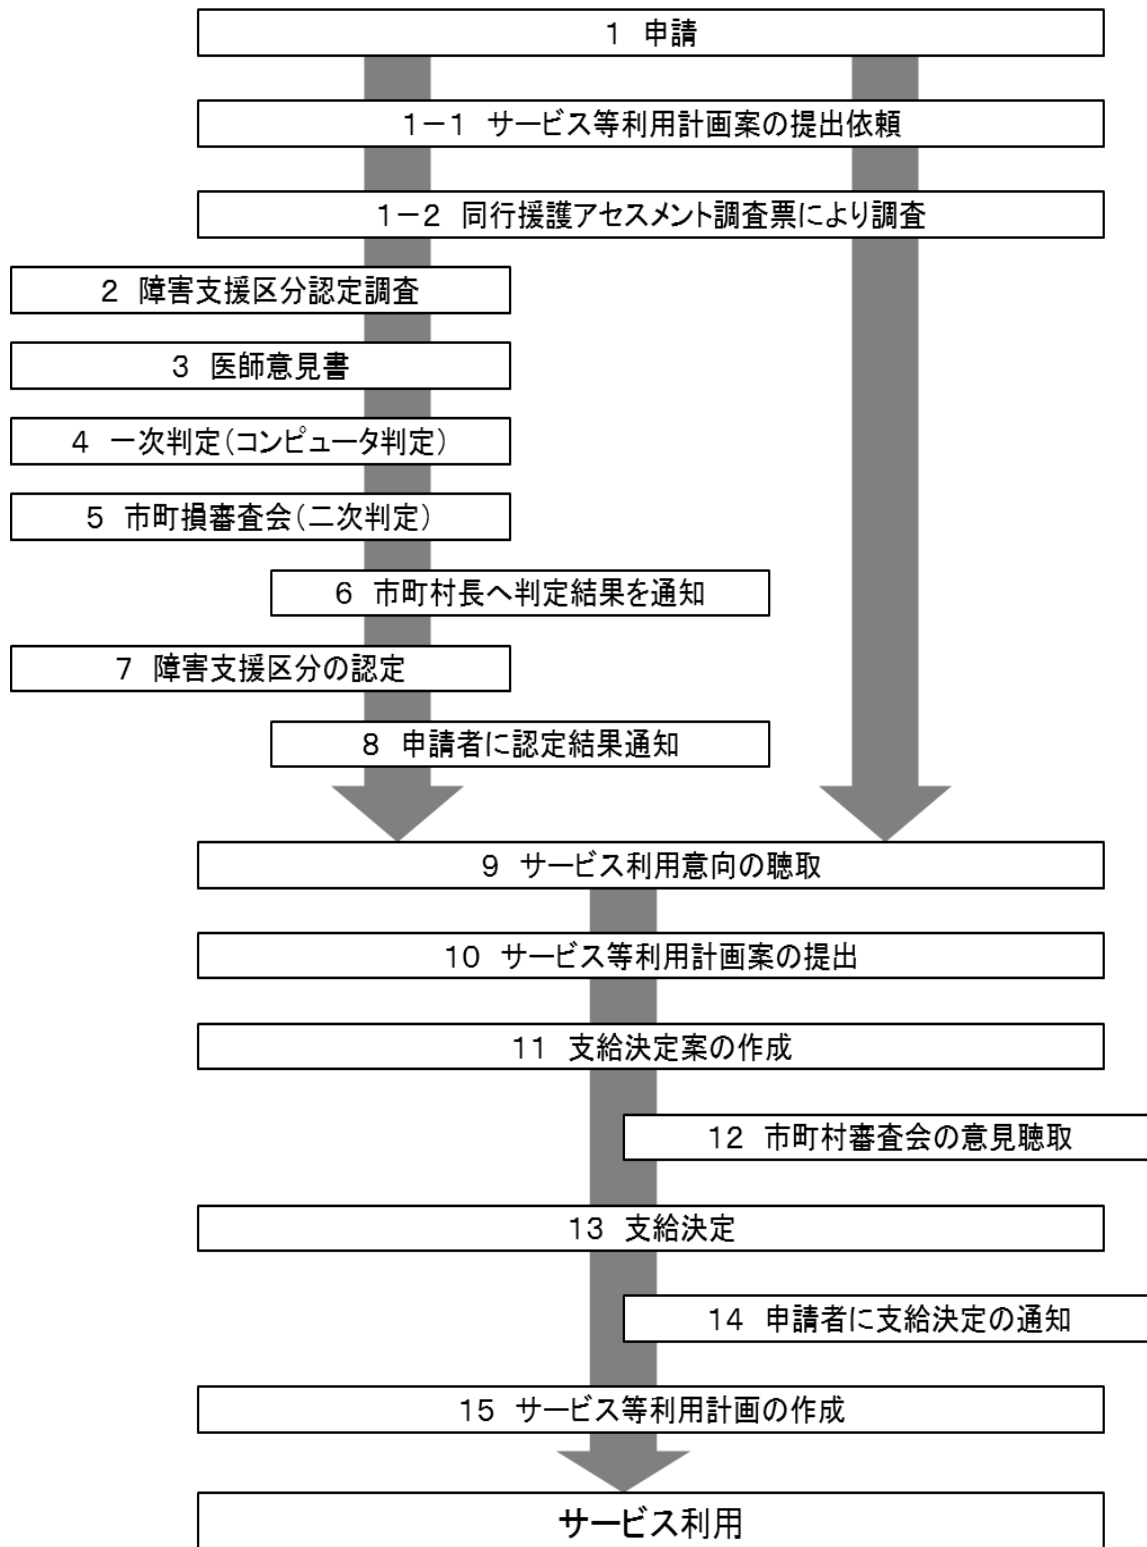 1　申請
1－1　サービス等利用計画案の提出依頼
1－2　同行援護アセスメント調査票により調査
2　障害支援区分認定調査
3　医師意見書
4　一次判定（コンピュータ判定）
5　市町損審査会（二次判定）
6　市町村長へ判定結果を通知
7　障害支援区分の認定
8　申請者に認定結果通知
9　サービス利用意向の聴取
10　サービス等利用計画案の提出
11　支給決定案の作成
12　市町村審査会の意見聴取
13　支給決定
14　申請者に支給決定の通知
15　サービス等利用計画の作成
サービス利用